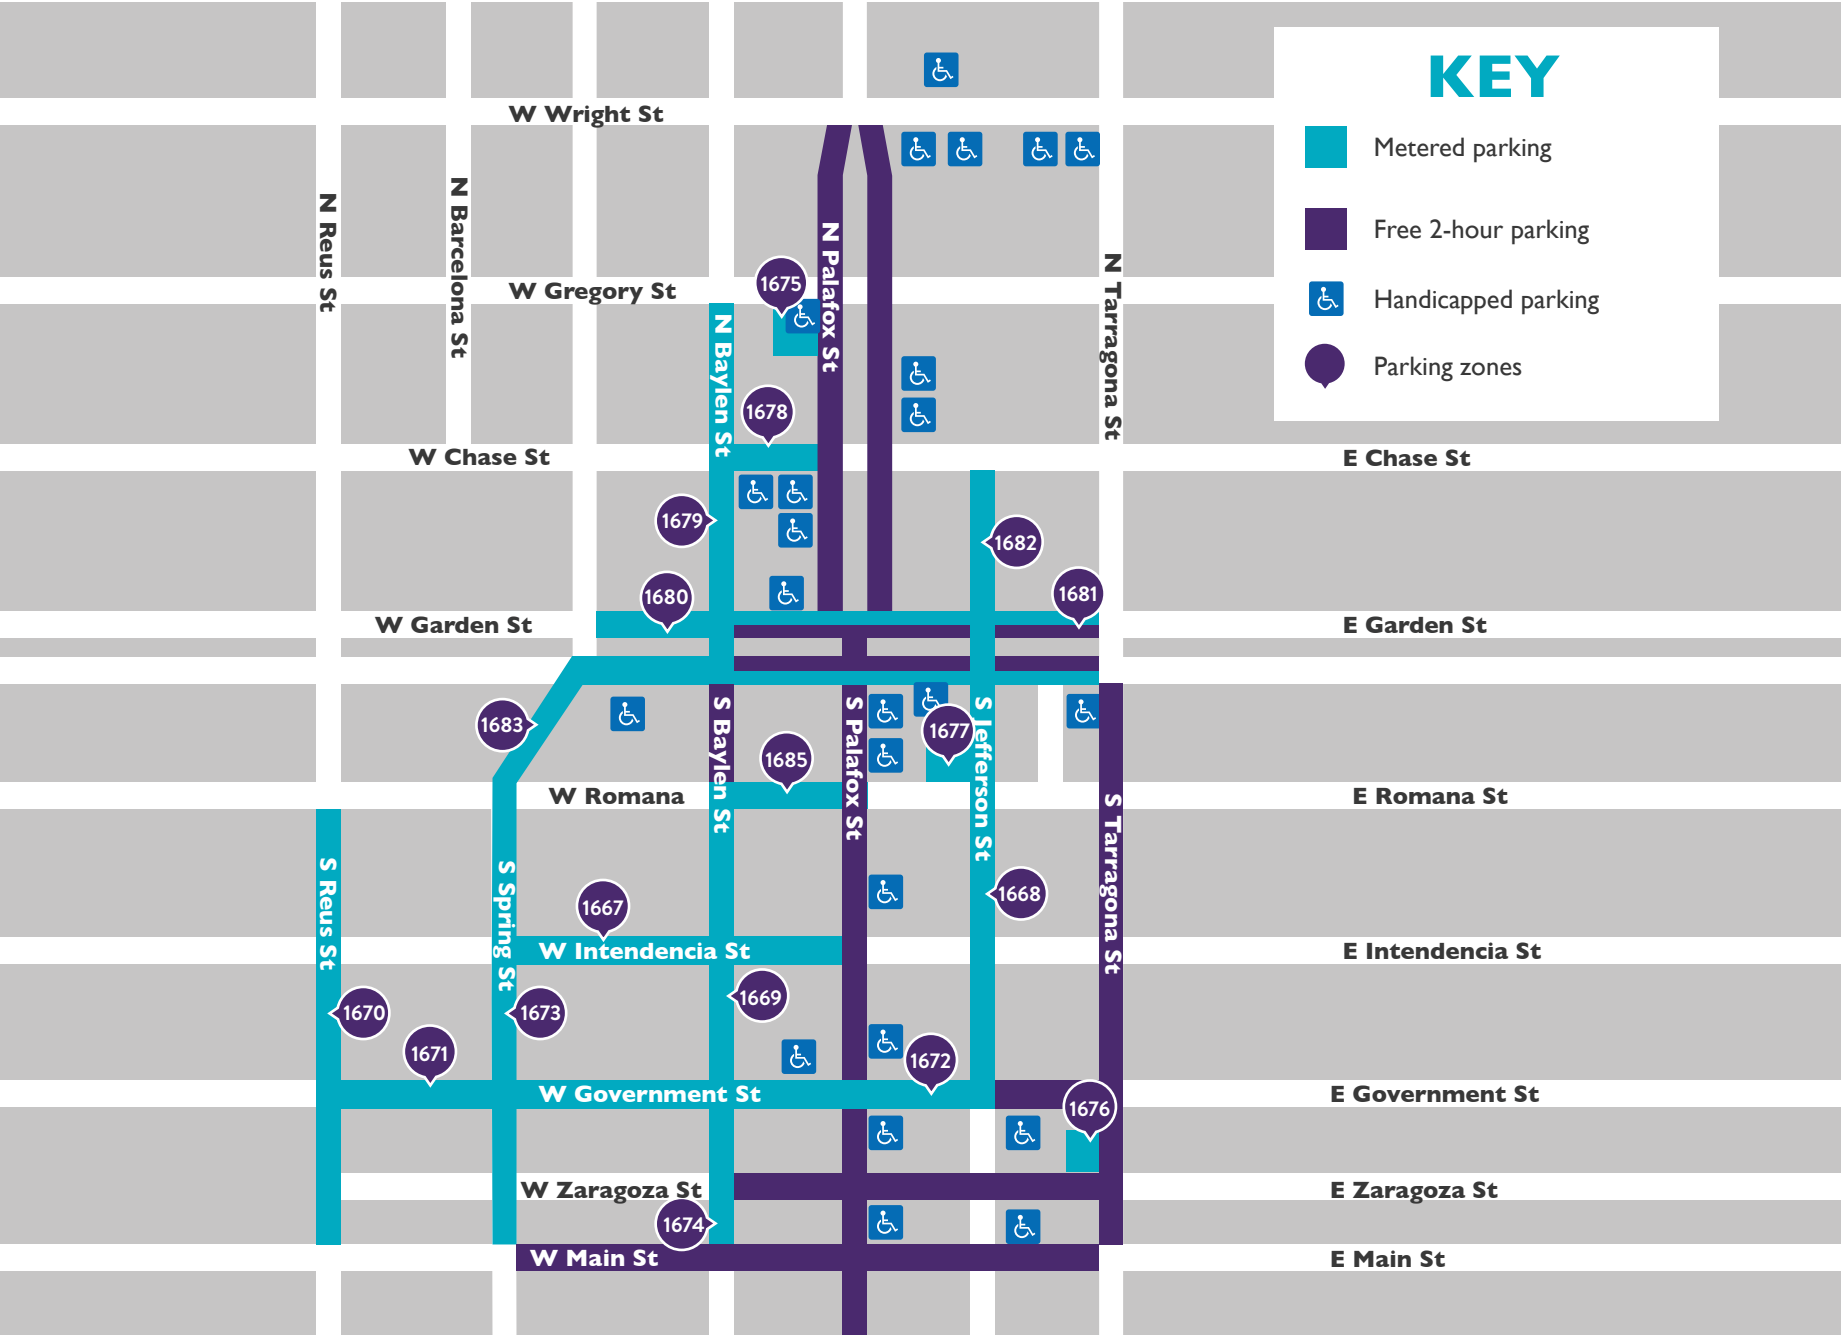 KEY
Metered parking
Free 2-hour parking
Handicapped parking
Parking zones
W Wright St
N Reus St
N Barcelona St
N Palafox St
N Tarragona St
W Gregory St
1675
N Baylen St
1678
W Chase St
E Chase St
1679
1682
1680
1681
W Garden St
E Garden St
1683
S Baylen St
S Palafox St
1677
S Jefferson St
1685
W Romana
E Romana St
S Tarragona St
S Reus St
S Spring St
1667
1668
W Intendencia St
E Intendencia St
1669
1670
1673
1671
1672
W Government St
E Government St
1676
W Zaragoza St
E Zaragoza St
1674
W Main St
E Main St